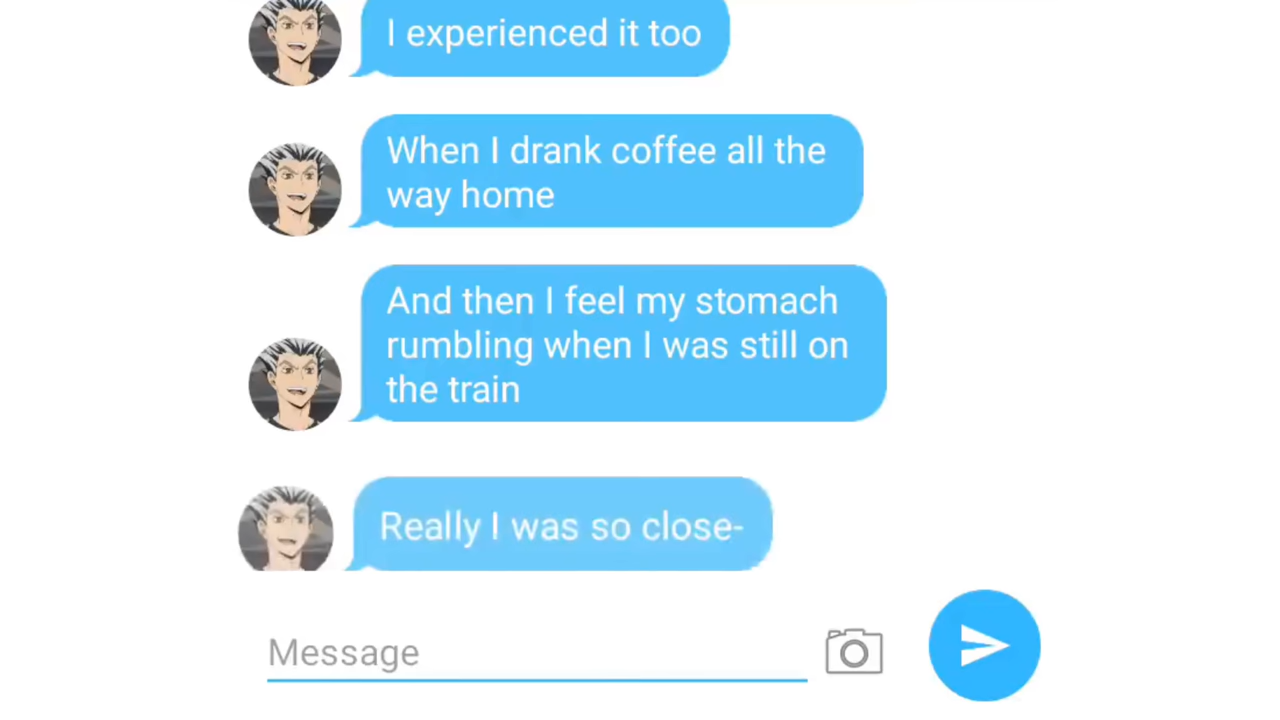 I experienced it too
When I drank coffee all the
way home
And then I feel my stomach
rumbling when I was still on
the train
Really I was so close-
Message